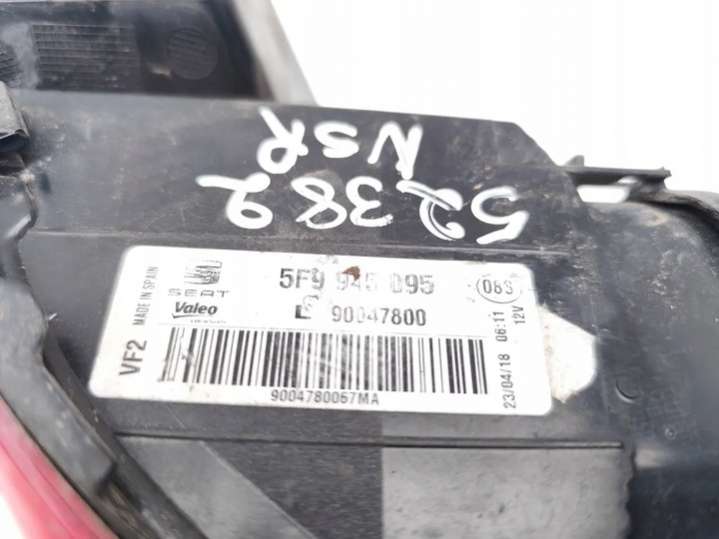 NSR
52382
MADE IN SPAIN
VF2
SEAT
Valeo
5F9 945 095
90047800
9004780067MA
08S
23/04/18 06:11
12V